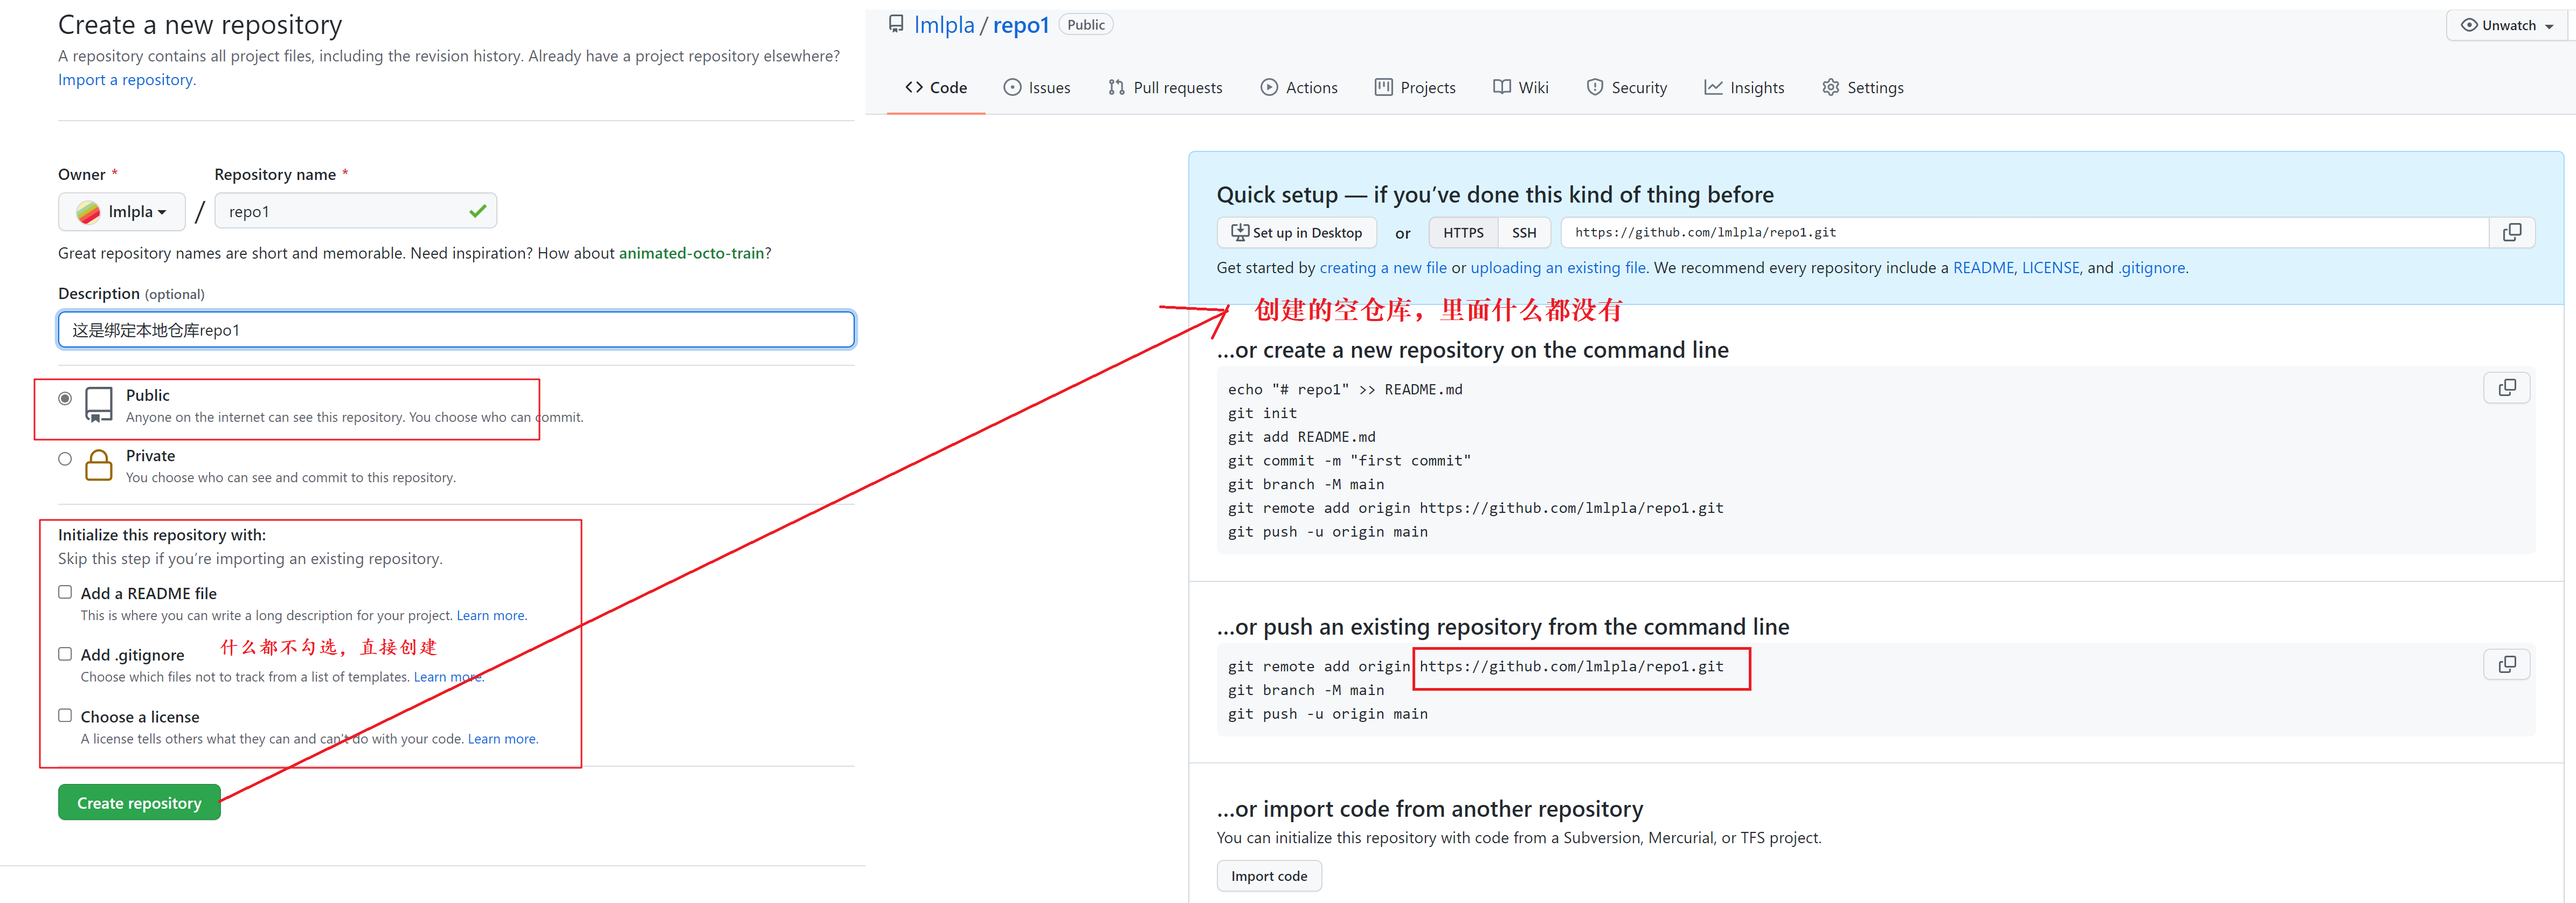 Create a new repository
A repository contains all project files, including the revision history. Already have a project repository elsewhere?
Import a repository.
Owner *
Repository name *
lmlpla
/
repo1
Great repository names are short and memorable. Need inspiration? How about animated-octo-train?
Description (optional)
这是绑定本地仓库repo1
Public
Anyone on the internet can see this repository. You choose who can commit.
Private
You choose who can see and commit to this repository.
Initialize this repository with:
Skip this step if you're importing an existing repository.
Add a README file
This is where you can write a long description for your project. Learn more.
什么都不勾选，直接创建
Add .gitignore
Choose which files not to track from a list of templates. Learn more.
Choose a license
A license tells others what they can and can't do with your code. Learn more.
Create repository
lmlpla / repo1 Public
Unwatch
Code
Issues
Pull requests
Actions
Projects
Wiki
Security
Insights
Settings
Quick setup — if you've done this kind of thing before
Set up in Desktop or HTTPS SSH https://github.com/lmlpla/repo1.git
Get started by creating a new file or uploading an existing file. We recommend every repository include a README, LICENSE, and .gitignore.
创建的空仓库，里面什么都没有
…or create a new repository on the command line
echo "# repo1" >> README.md
git init
git add README.md
git commit -m "first commit"
git branch -M main
git remote add origin https://github.com/lmlpla/repo1.git
git push -u origin main
…or push an existing repository from the command line
git remote add origin https://github.com/lmlpla/repo1.git
git branch -M main
git push -u origin main
…or import code from another repository
You can initialize this repository with code from a Subversion, Mercurial, or TFS project.
Import code